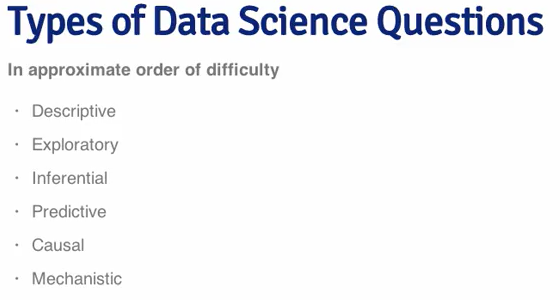 Types of Data Science Questions
In approximate order of difficulty
· Descriptive
· Exploratory
· Inferential
· Predictive
· Causal
· Mechanistic